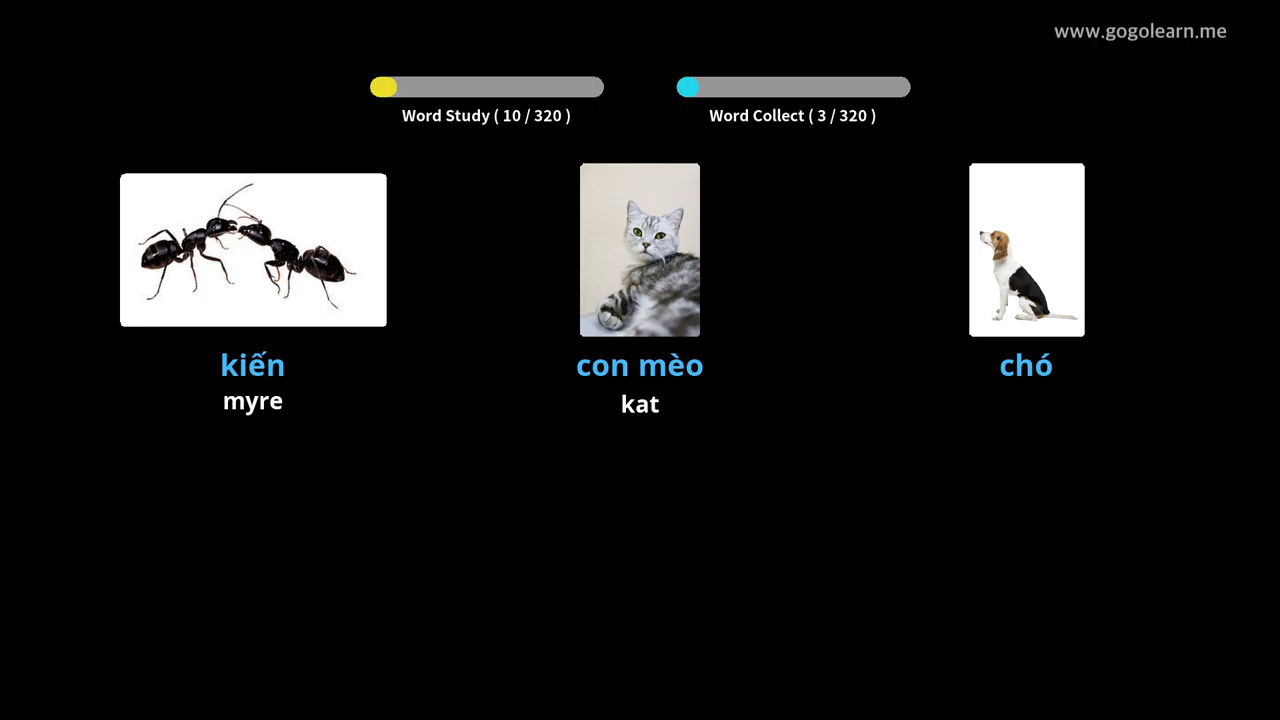 www.gogolearn.me
Word Study ( 10 / 320 )
Word Collect ( 3 / 320 )
kiến
con mèo
chó
myre
kat